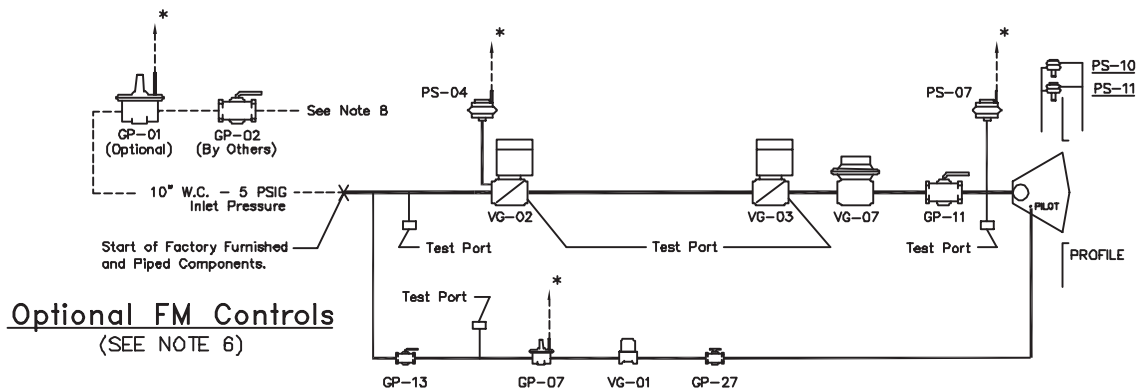 *
*
*
PS-10
PS-11
PS-04
PS-07
See Note 8
GP-01
(Optional)
GP-02
(By Others)
10" W.C. - 5 PSIG
Inlet Pressure
VG-02
VG-03
VG-07
GP-11
PILOT
Start of Factory Furnished
and Piped Components.
Test Port
Test Port
Test Port
PROFILE
*
Test Port
Optional FM Controls
(SEE NOTE 6)
GP-13
GP-07
VG-01
GP-27